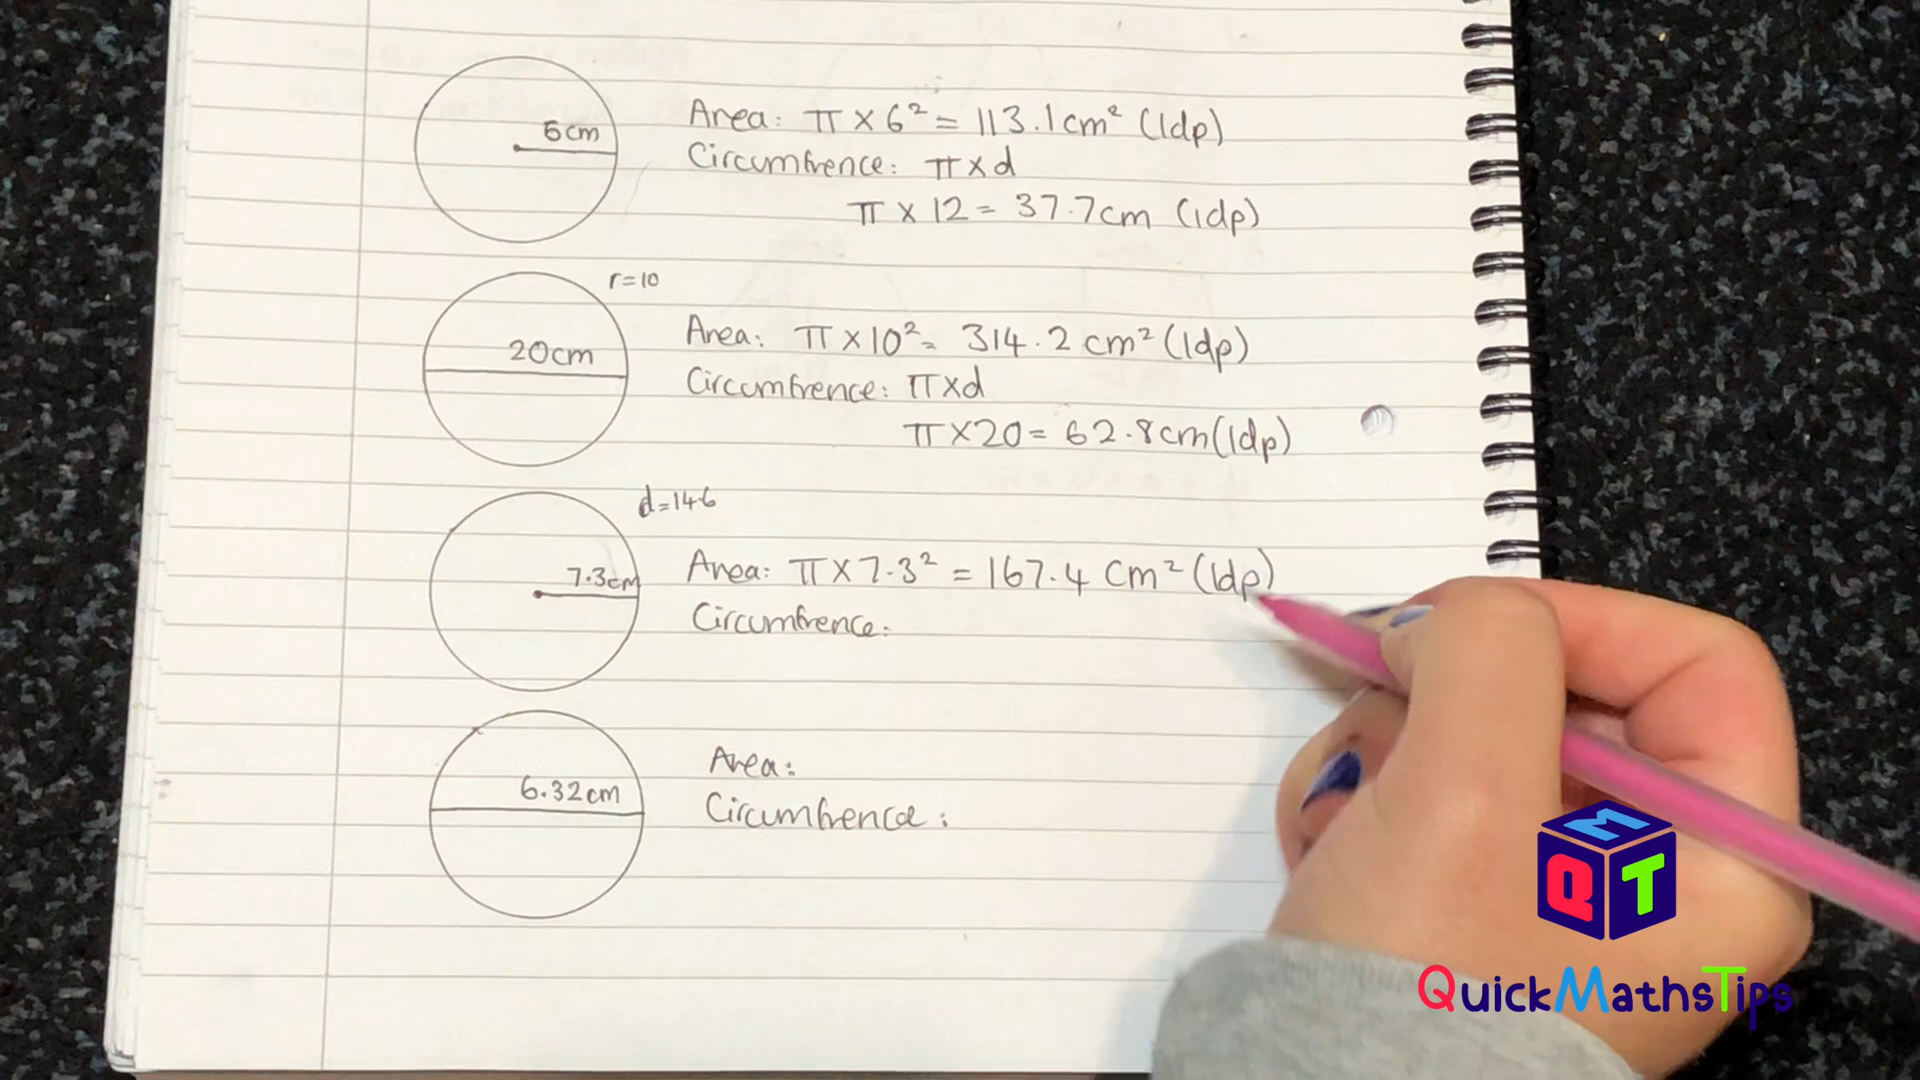 6cm
Area: π × 6² = 113.1cm² (1dp)
Circumfrence: π×d
π × 12 = 37.7cm (1dp)
r=10
20cm
Area: π×10² = 314.2 cm² (1dp)
Circumfrence: π×d
π×20 = 62.8cm(1dp)
d=14.6
7.3cm
Area: π × 7.3² = 167.4 cm² (1dp)
Circumfrence:
6.32cm
Area:
Circumfrence:
M
Q T
QuickMathsTips